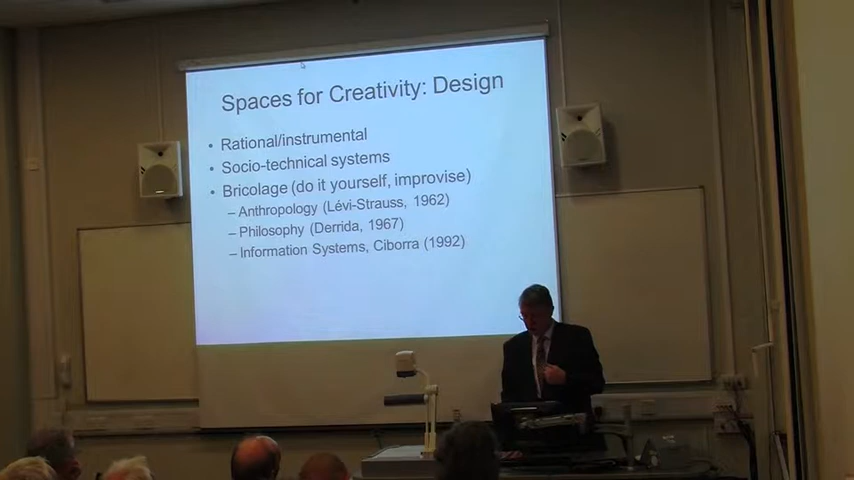 Spaces for Creativity: Design
• Rational/instrumental
• Socio-technical systems
• Bricolage (do it yourself, improvise)
– Anthropology (Lévi-Strauss, 1962)
– Philosophy (Derrida, 1967)
– Information Systems, Ciborra (1992)